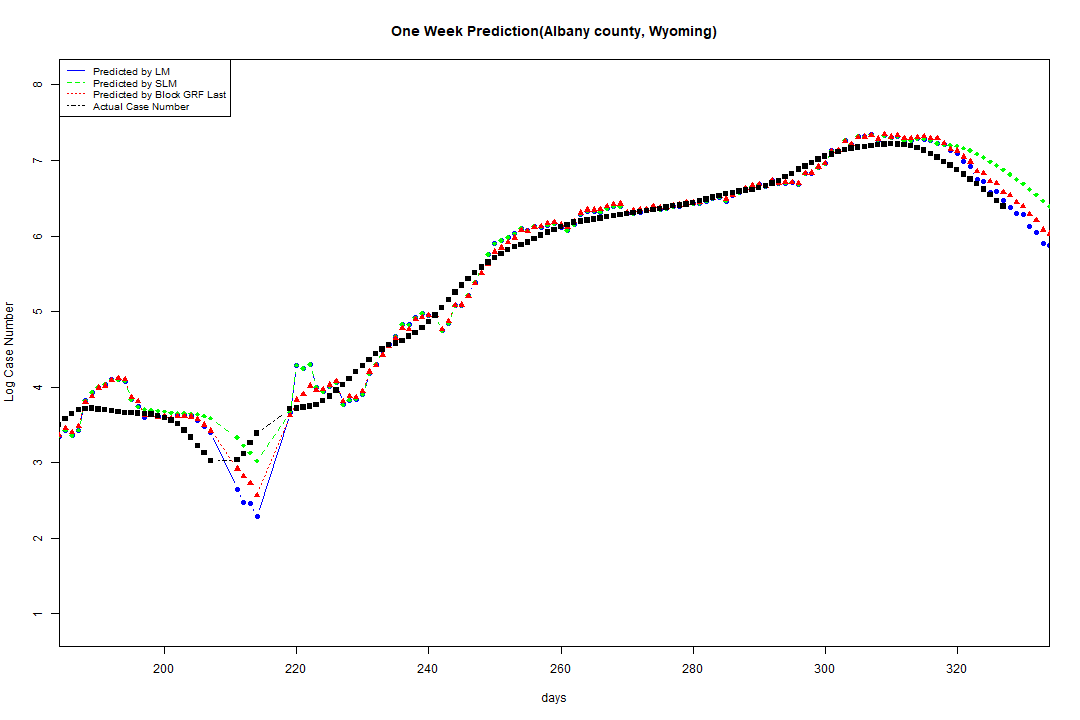 One Week Prediction(Albany county, Wyoming)
Predicted by LM
Predicted by SLM
Predicted by Block GRF Last
Actual Case Number
8
7
6
5
4
3
2
1
Log Case Number
200 220 240 260 280 300 320
days